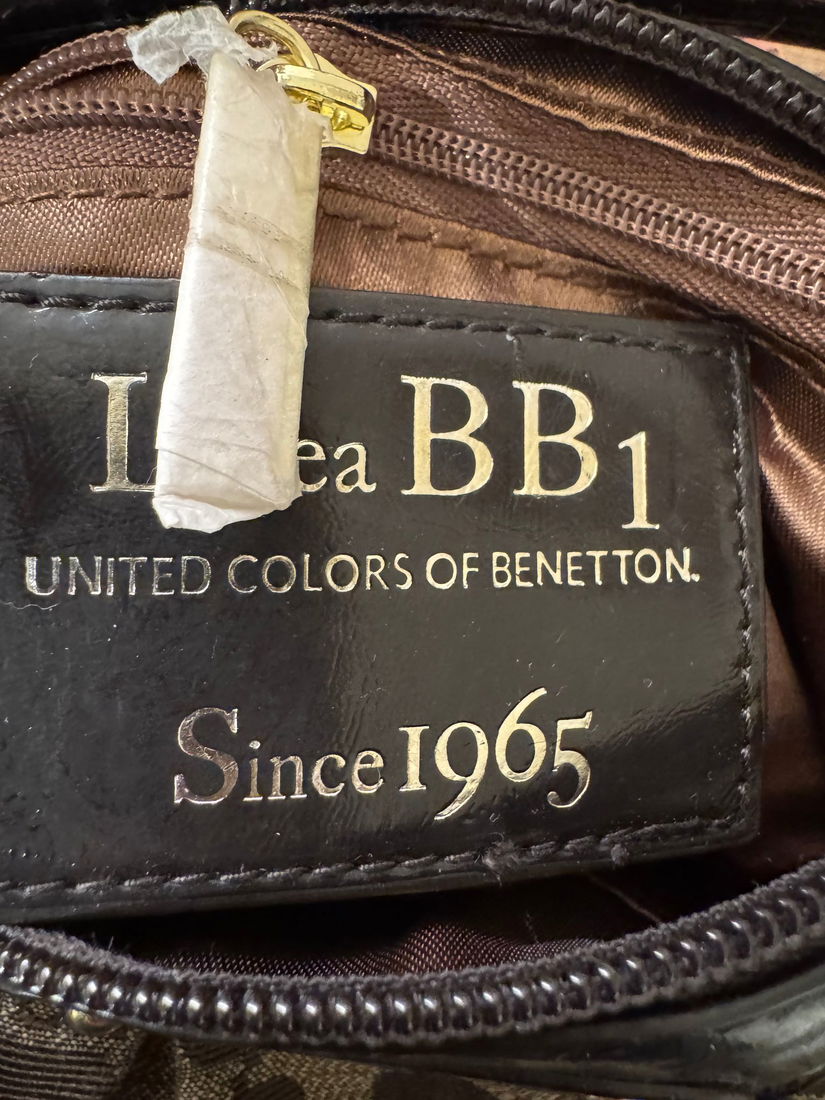 BB1
UNITED COLORS OF BENETTON.
Since 1965